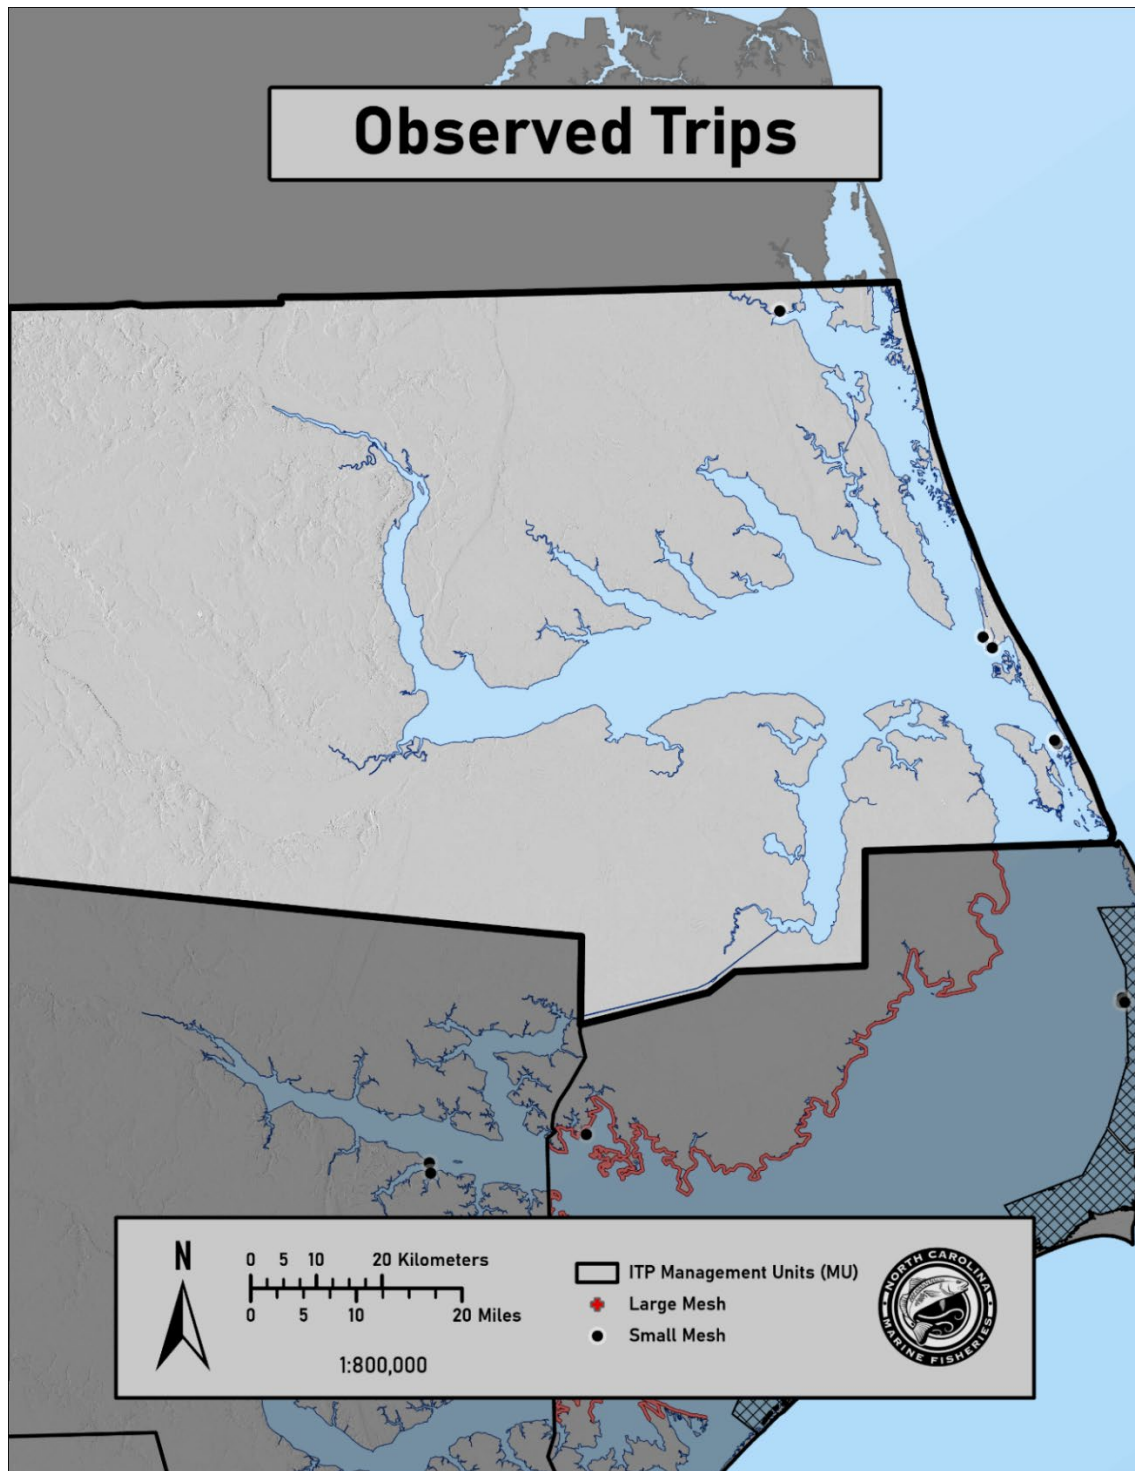 Observed Trips
N
0 5 10 20 Kilometers
0 5 10 20 Miles
1:800,000
ITP Management Units (MU)
Large Mesh
Small Mesh
NORTH CAROLINA
MARINE FISHERIES